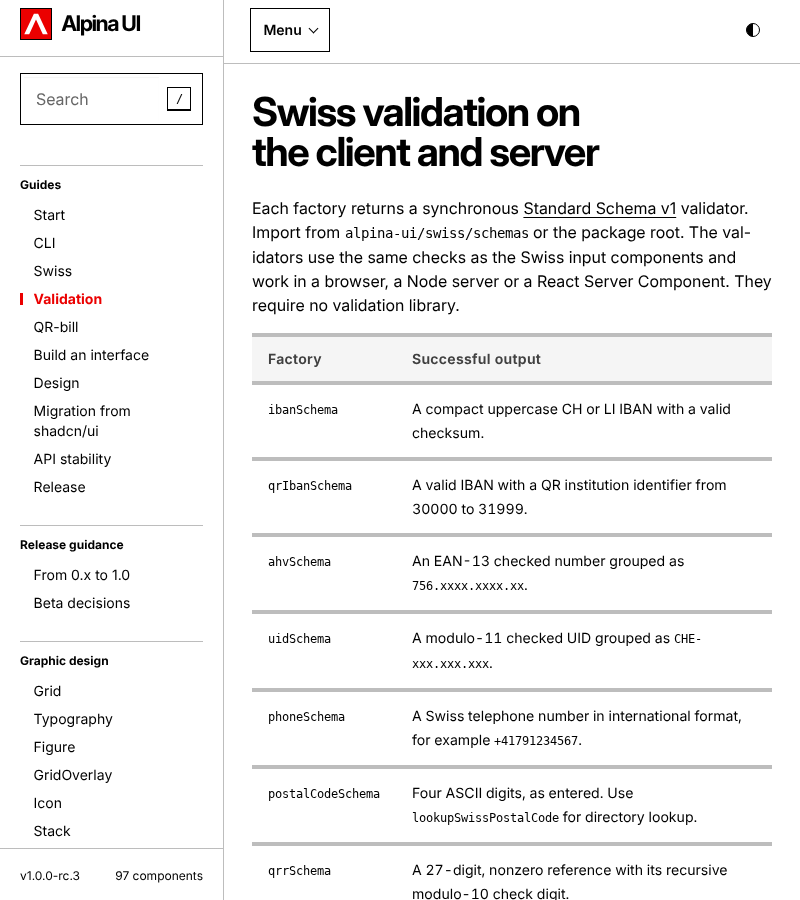 Alpina UI
Menu
Search
/
Guides
Start
CLI
Swiss
Validation
QR-bill
Build an interface
Design
Migration from
shadcn/ui
API stability
Release
Release guidance
From 0.x to 1.0
Beta decisions
Graphic design
Grid
Typography
Figure
GridOverlay
Icon
Stack
v1.0.0-rc.3
97 components
Swiss validation on
the client and server
Each factory returns a synchronous Standard Schema v1 validator.
Import from alpina-ui/swiss/schemas or the package root. The val-
idators use the same checks as the Swiss input components and
work in a browser, a Node server or a React Server Component. They
require no validation library.
Factory Successful output
ibanSchema A compact uppercase CH or LI IBAN with a valid
checksum.
qrIbanSchema A valid IBAN with a QR institution identifier from
30000 to 31999.
ahvSchema An EAN-13 checked number grouped as
756.xxxx.xxxx.xx.
uidSchema A modulo-11 checked UID grouped as CHE-
xxx.xxx.xxx.
phoneSchema A Swiss telephone number in international format,
for example +41791234567.
postalCodeSchema Four ASCII digits, as entered. Use
lookupSwissPostalCode for directory lookup.
qrrSchema A 27-digit, nonzero reference with its recursive
modulo-10 check digit.